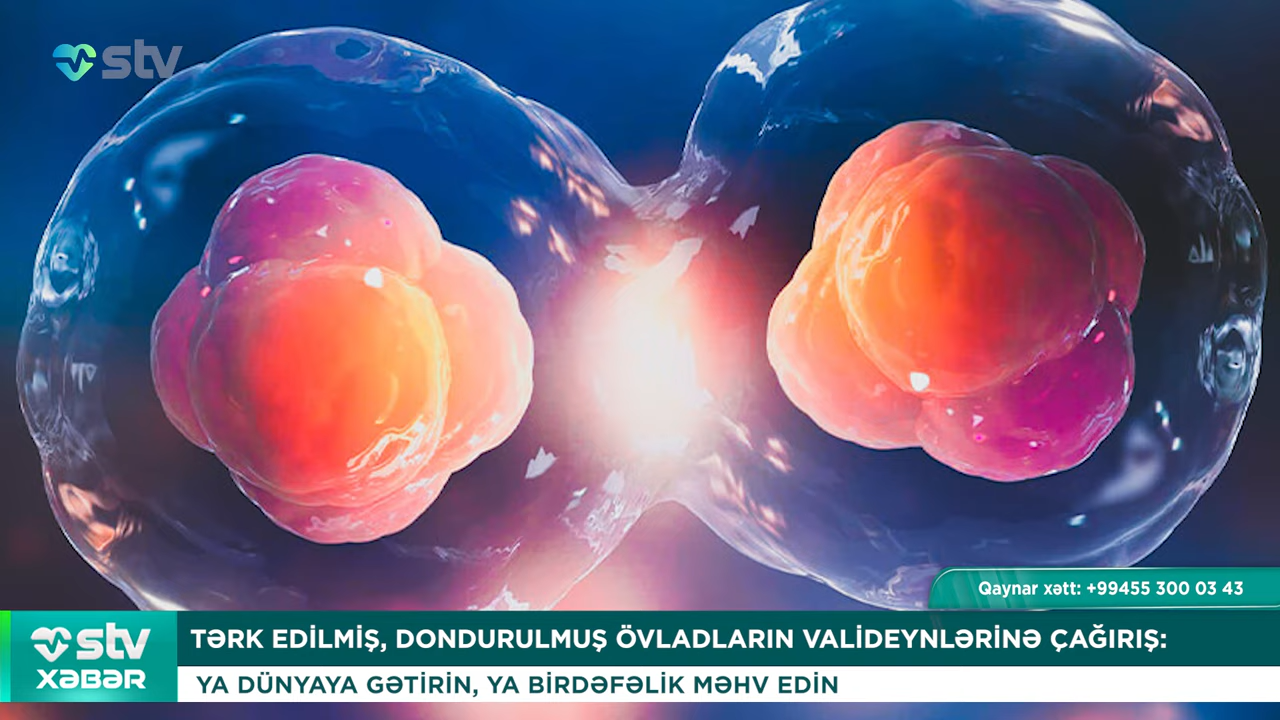 stv
Qaynar xətt: +99455 300 03 43
stv
XƏBƏR
TƏRK EDİLMİŞ, DONDURULMUŞ ÖVLADLARIN VALİDEYNLƏRİNƏ ÇAĞIRIŞ:
YA DÜNYAYA GƏTİRİN, YA BİRDƏFƏLİK MƏHV EDİN